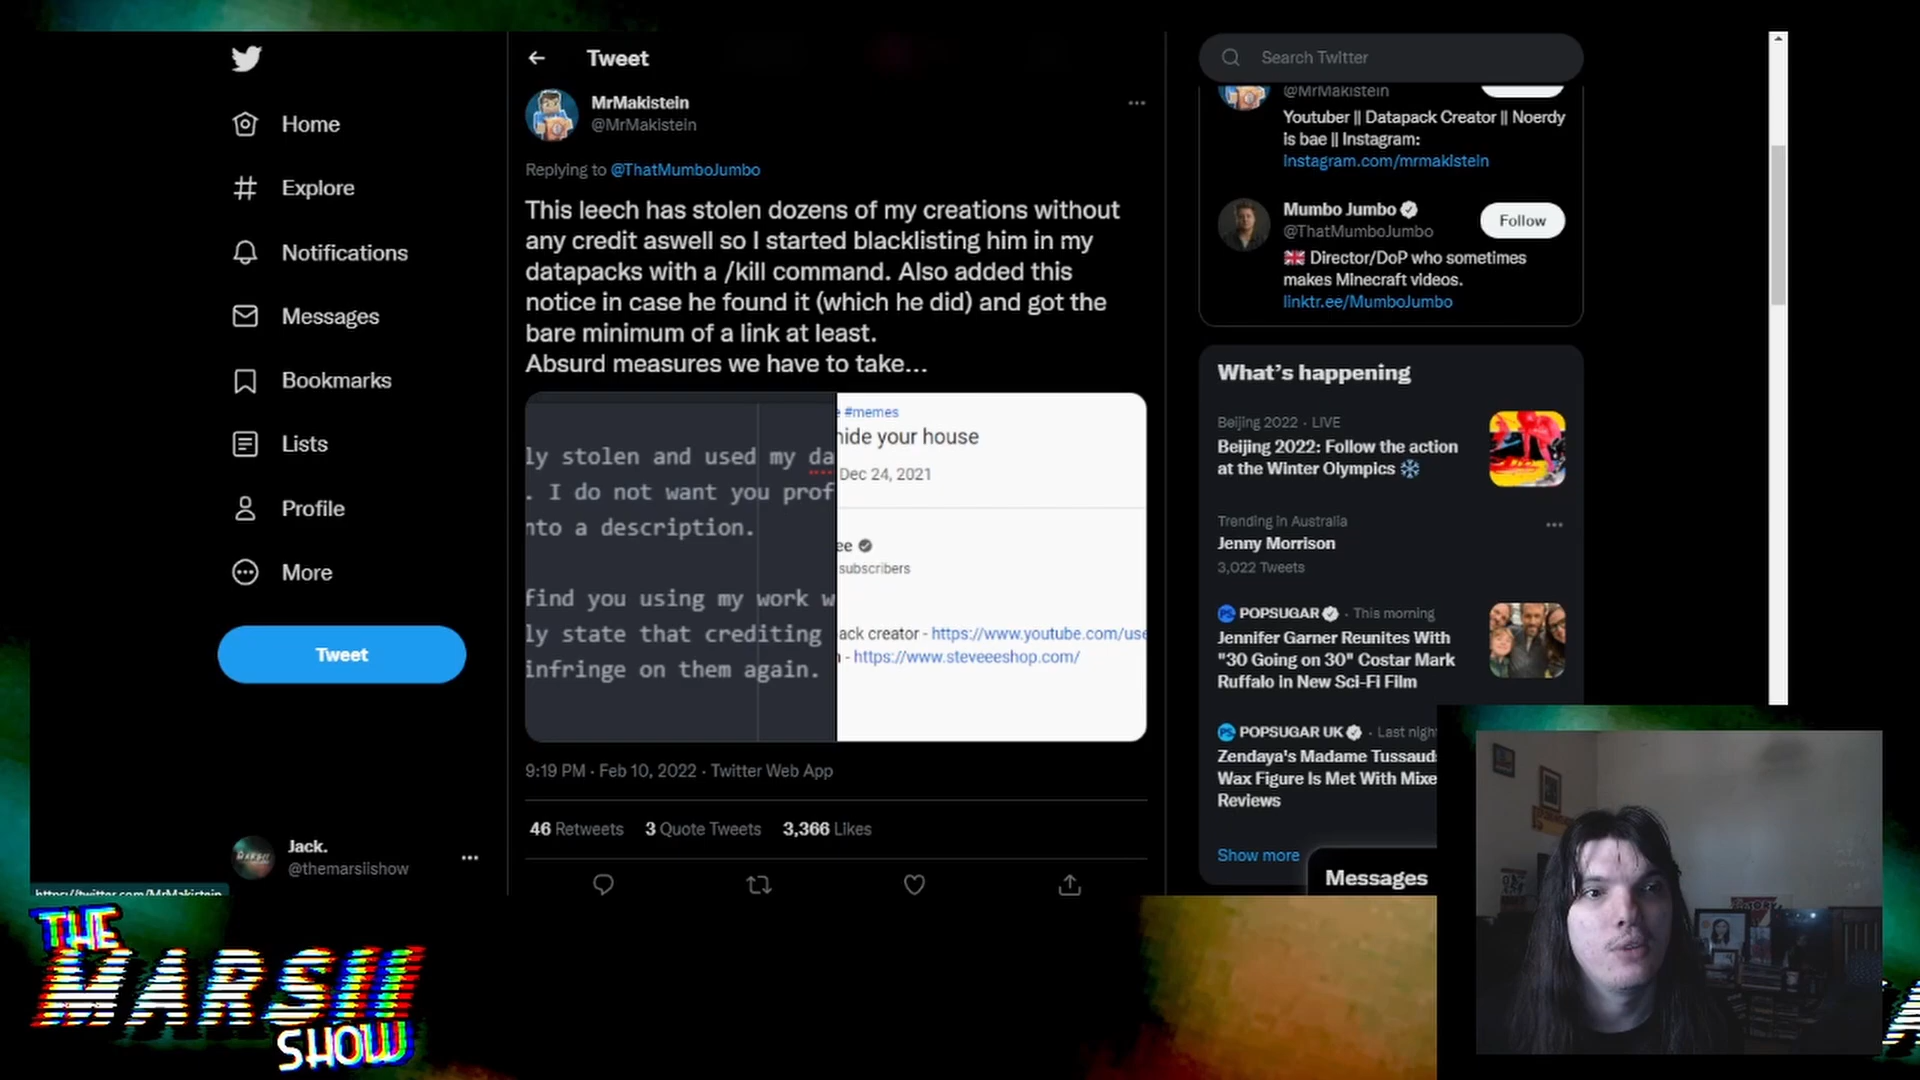 Home
Explore
Notifications
Messages
Bookmarks
Lists
Profile
More
Tweet
Jack.
@themarsiishow
https://twitter.com/MrMakistein
THE
MARSII
SHOW
Tweet
MrMakistein
@MrMakistein
Replying to @ThatMumboJumbo
This leech has stolen dozens of my creations without
any credit aswell so I started blacklisting him in my
datapacks with a /kill command. Also added this
notice in case he found it (which he did) and got the
bare minimum of a link at least.
Absurd measures we have to take...
ly stolen and used my da
. I do not want you prof
nto a description.
find you using my work w
ly state that crediting
infringe on them again.
e #memes
hide your house
Dec 24, 2021
ee
subscribers
ack creator - https://www.youtube.com/use
- https://www.steveeeshop.com/
9:19 PM · Feb 10, 2022 · Twitter Web App
46 Retweets 3 Quote Tweets 3,366 Likes
Search Twitter
@MrMakistein
Youtuber || Datapack Creator || Noerdy
is bae || Instagram:
instagram.com/mrmakistein
Mumbo Jumbo
@ThatMumboJumbo
Follow
🇬🇧 Director/DoP who sometimes
makes Minecraft videos.
linktr.ee/MumboJumbo
What's happening
Beijing 2022 · LIVE
Beijing 2022: Follow the action
at the Winter Olympics ❄️
Trending in Australia
Jenny Morrison
3,022 Tweets
POPSUGAR · This morning
Jennifer Garner Reunites With
"30 Going on 30" Costar Mark
Ruffalo in New Sci-Fi Film
POPSUGAR UK · Last nigh
Zendaya's Madame Tussaud
Wax Figure Is Met With Mixe
Reviews
Show more
Messages